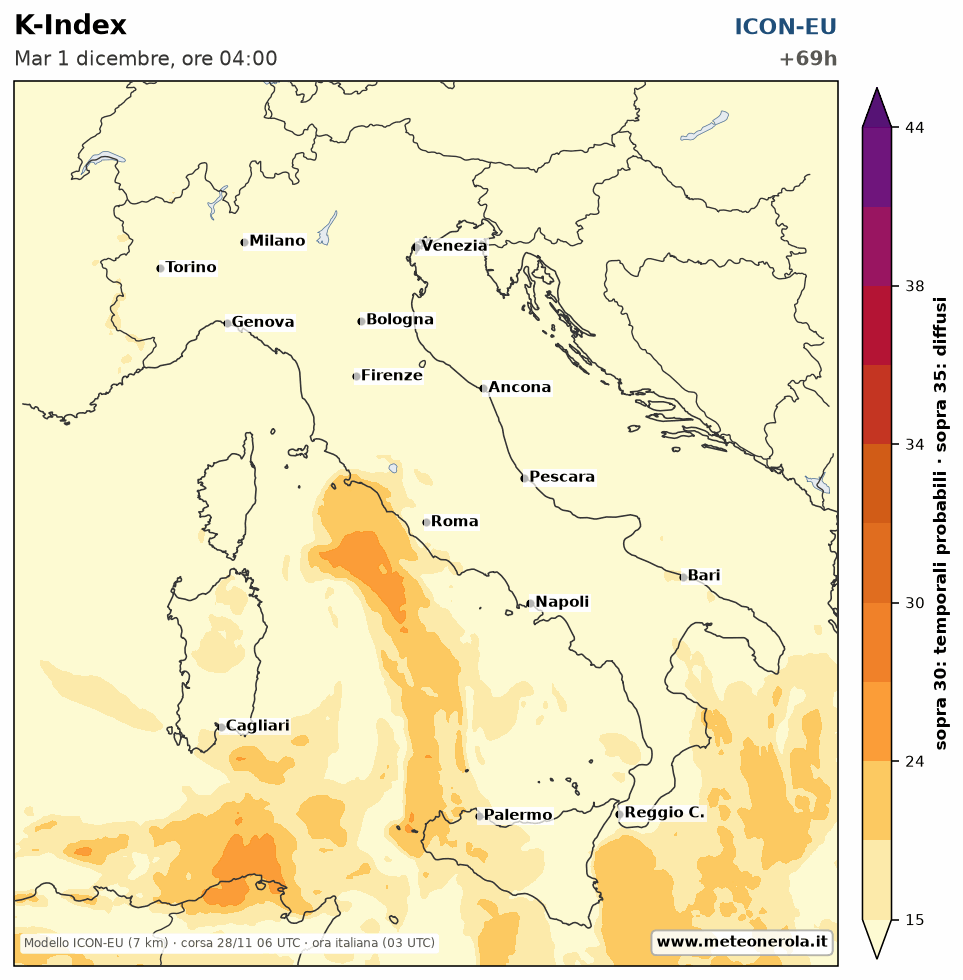 K-Index
ICON-EU
Mar 1 dicembre, ore 04:00
+69h
Milano
Venezia
Torino
Genova
Bologna
Firenze
Ancona
Pescara
Roma
Bari
Napoli
Cagliari
Palermo
Reggio C.
44
38
34
30
24
15
sopra 30: temporali probabili · sopra 35: diffusi
Modello ICON-EU (7 km) · corsa 28/11 06 UTC · ora italiana (03 UTC)
www.meteonerola.it